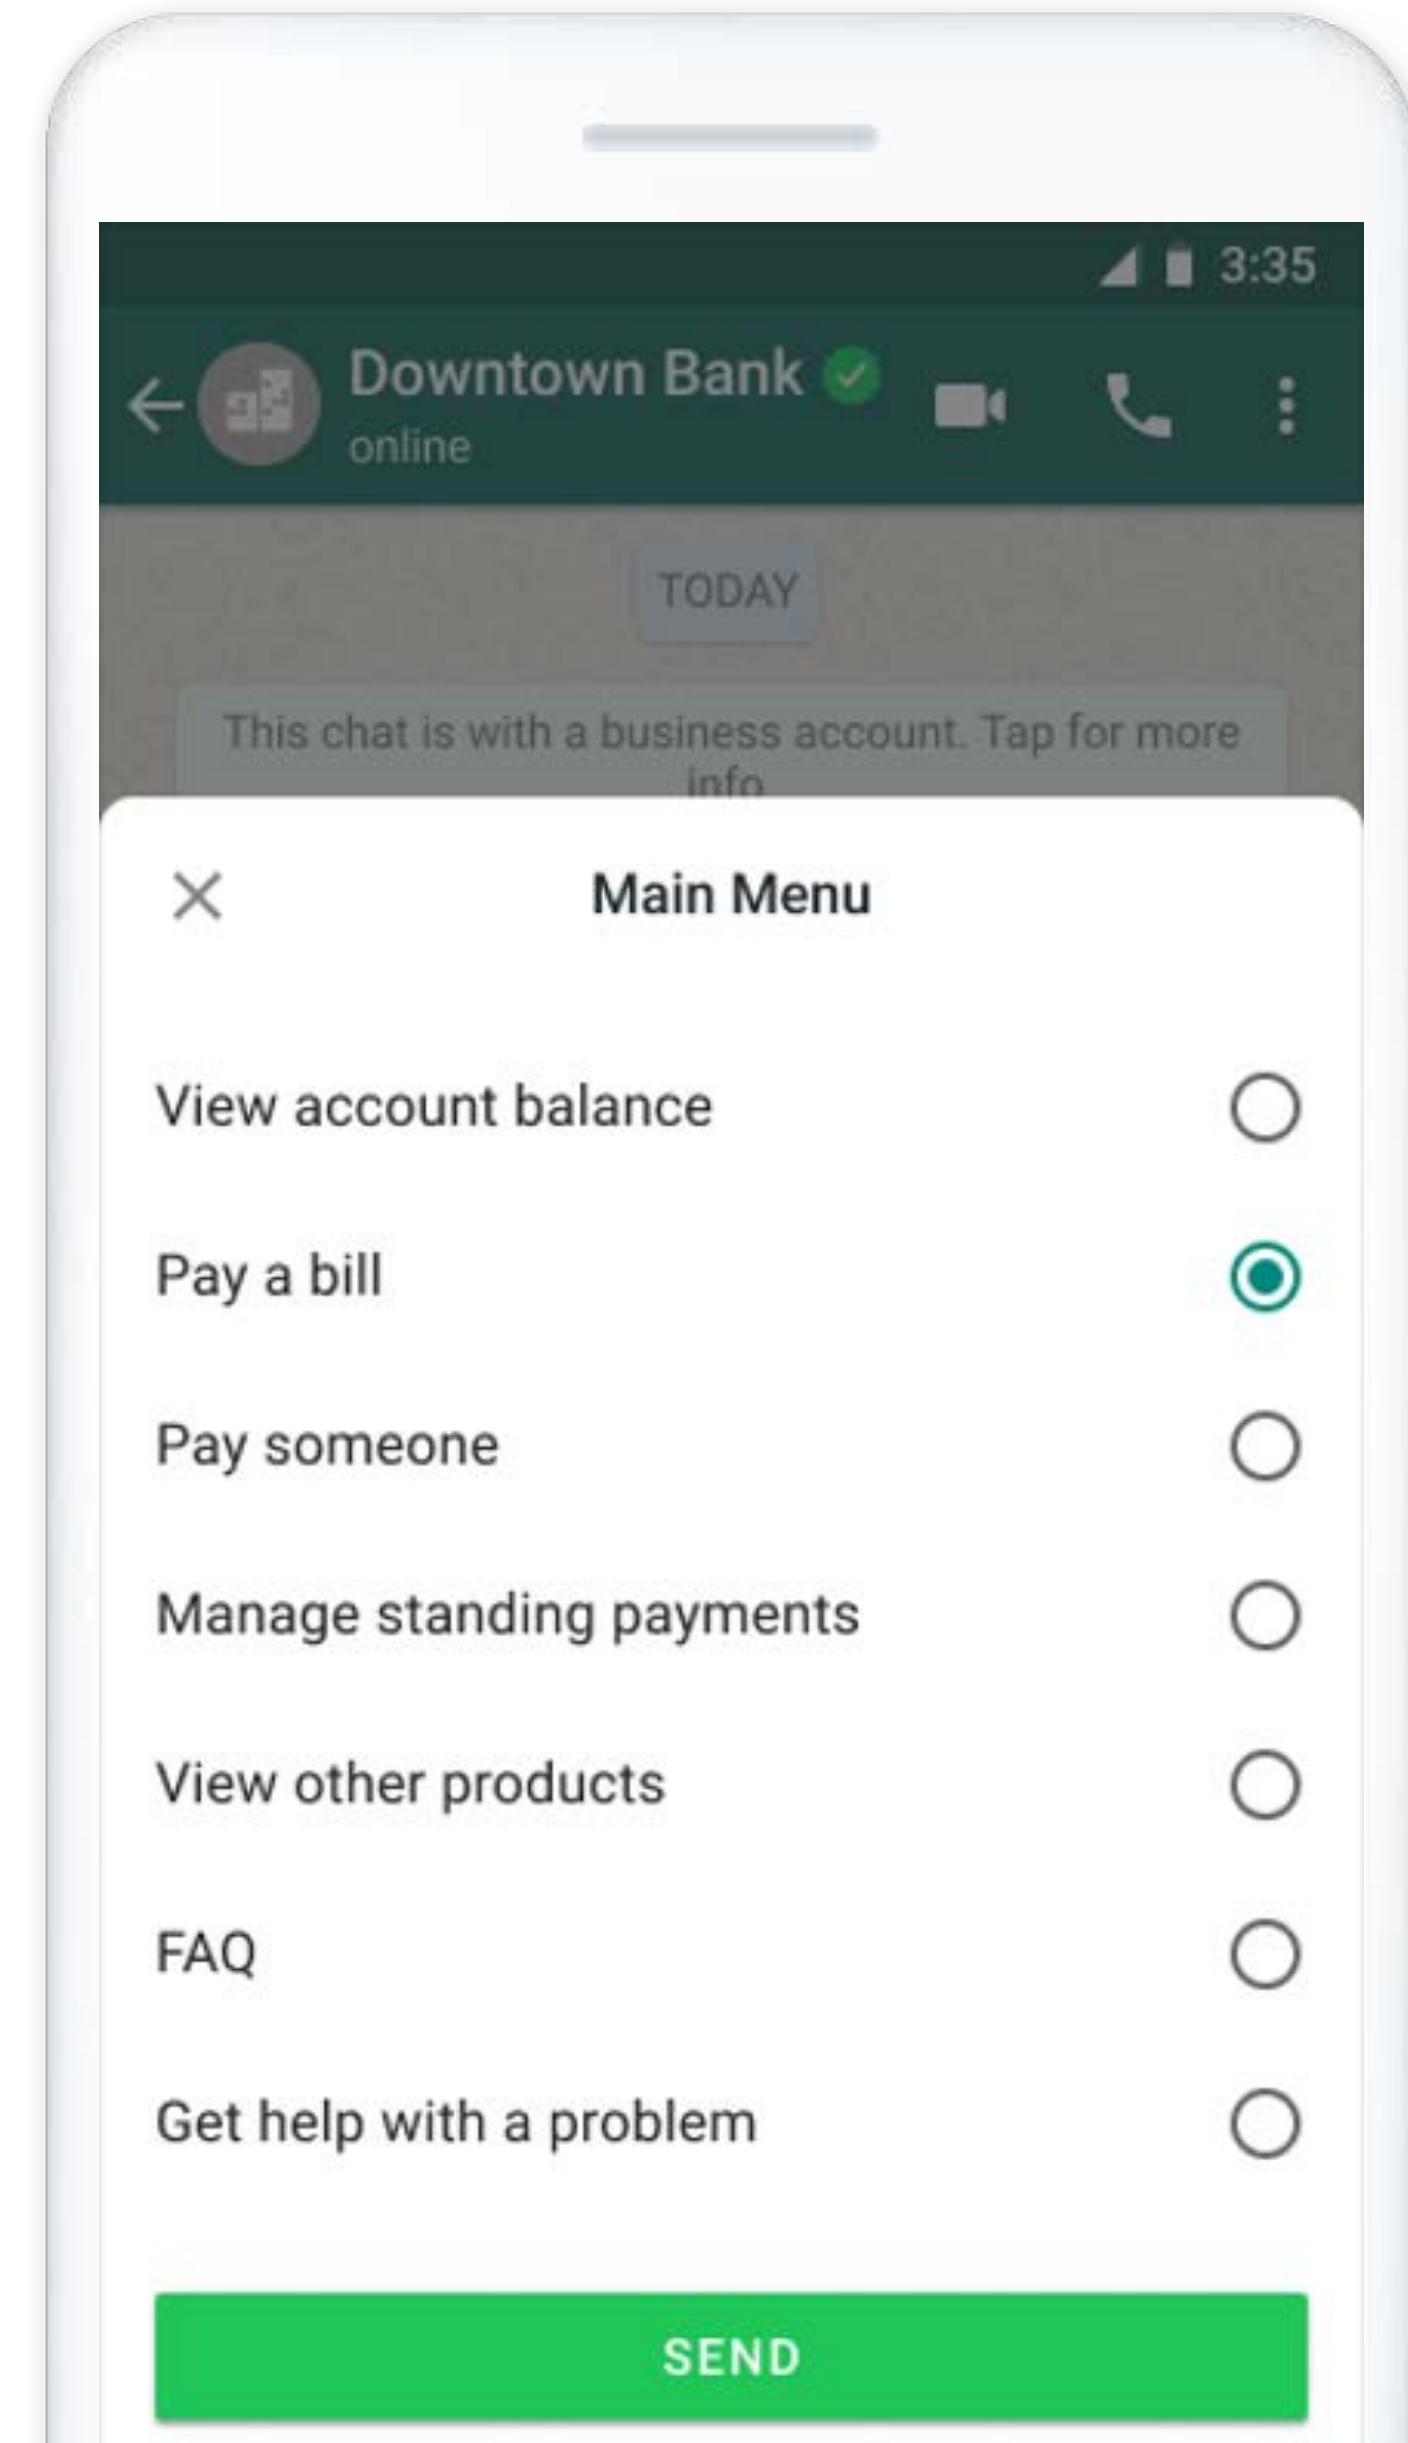 3:35
Downtown Bank
online
TODAY
This chat is with a business account. Tap for more
info
Main Menu
View account balance
Pay a bill
Pay someone
Manage standing payments
View other products
FAQ
Get help with a problem
SEND